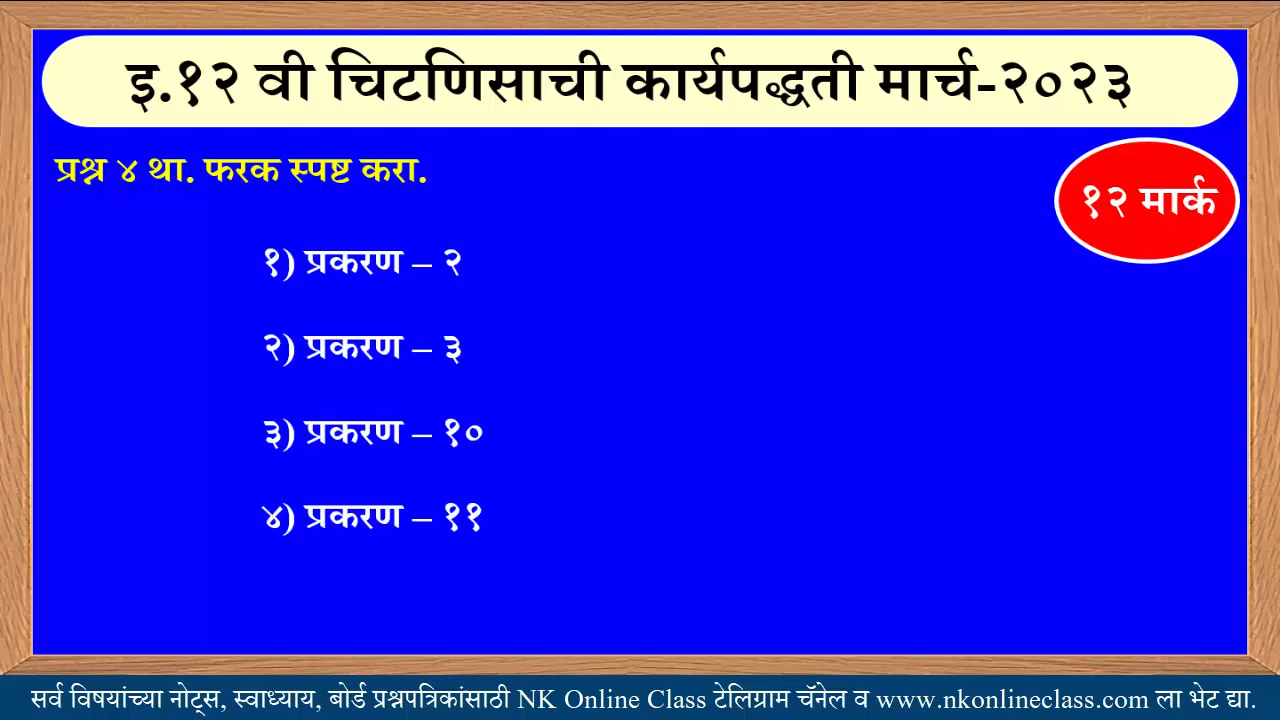 इ.१२ वी चिटणिसाची कार्यपद्धती मार्च-२०२३
प्रश्न ४ था. फरक स्पष्ट करा.
१२ मार्क
१) प्रकरण – २
२) प्रकरण – ३
३) प्रकरण – १०
४) प्रकरण – ११
सर्व विषयांच्या नोट्स, स्वाध्याय, बोर्ड प्रश्नपत्रिकांसाठी NK Online Class टेलिग्राम चॅनेल व www.nkonlineclass.com ला भेट द्या.